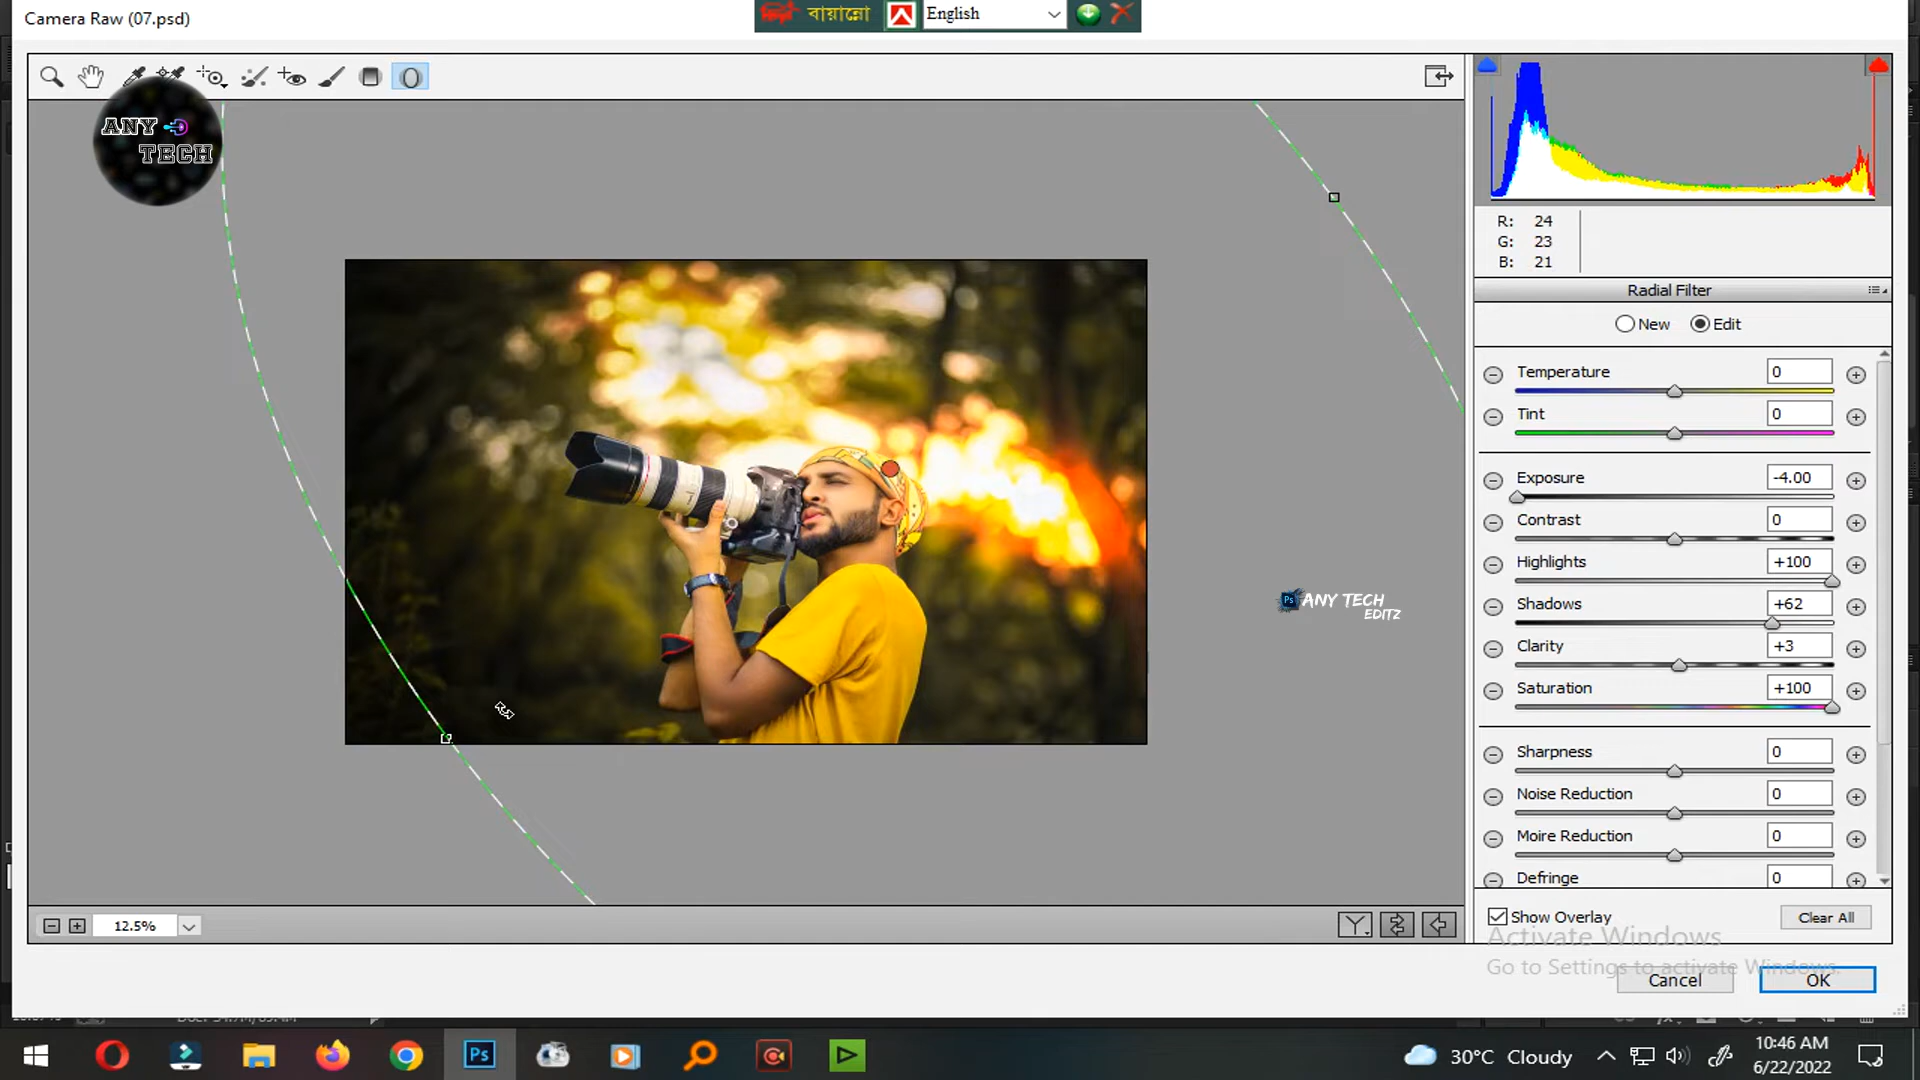 Camera Raw (07.psd)
বায়ান্নো
English
ANY
TECH
R: 24
G: 23
B: 21
Radial Filter
New
Edit
Temperature 0
Tint 0
Exposure -4.00
Contrast 0
Highlights +100
Shadows +62
Clarity +3
Saturation +100
Sharpness 0
Noise Reduction 0
Moire Reduction 0
Defringe 0
Ps ANY TECH
EDITZ
12.5%
Y
Show Overlay
Clear All
Activate Windows
Go to Settings to activate Windows.
Cancel
OK
Ps
30°C Cloudy
10:46 AM
6/22/2022